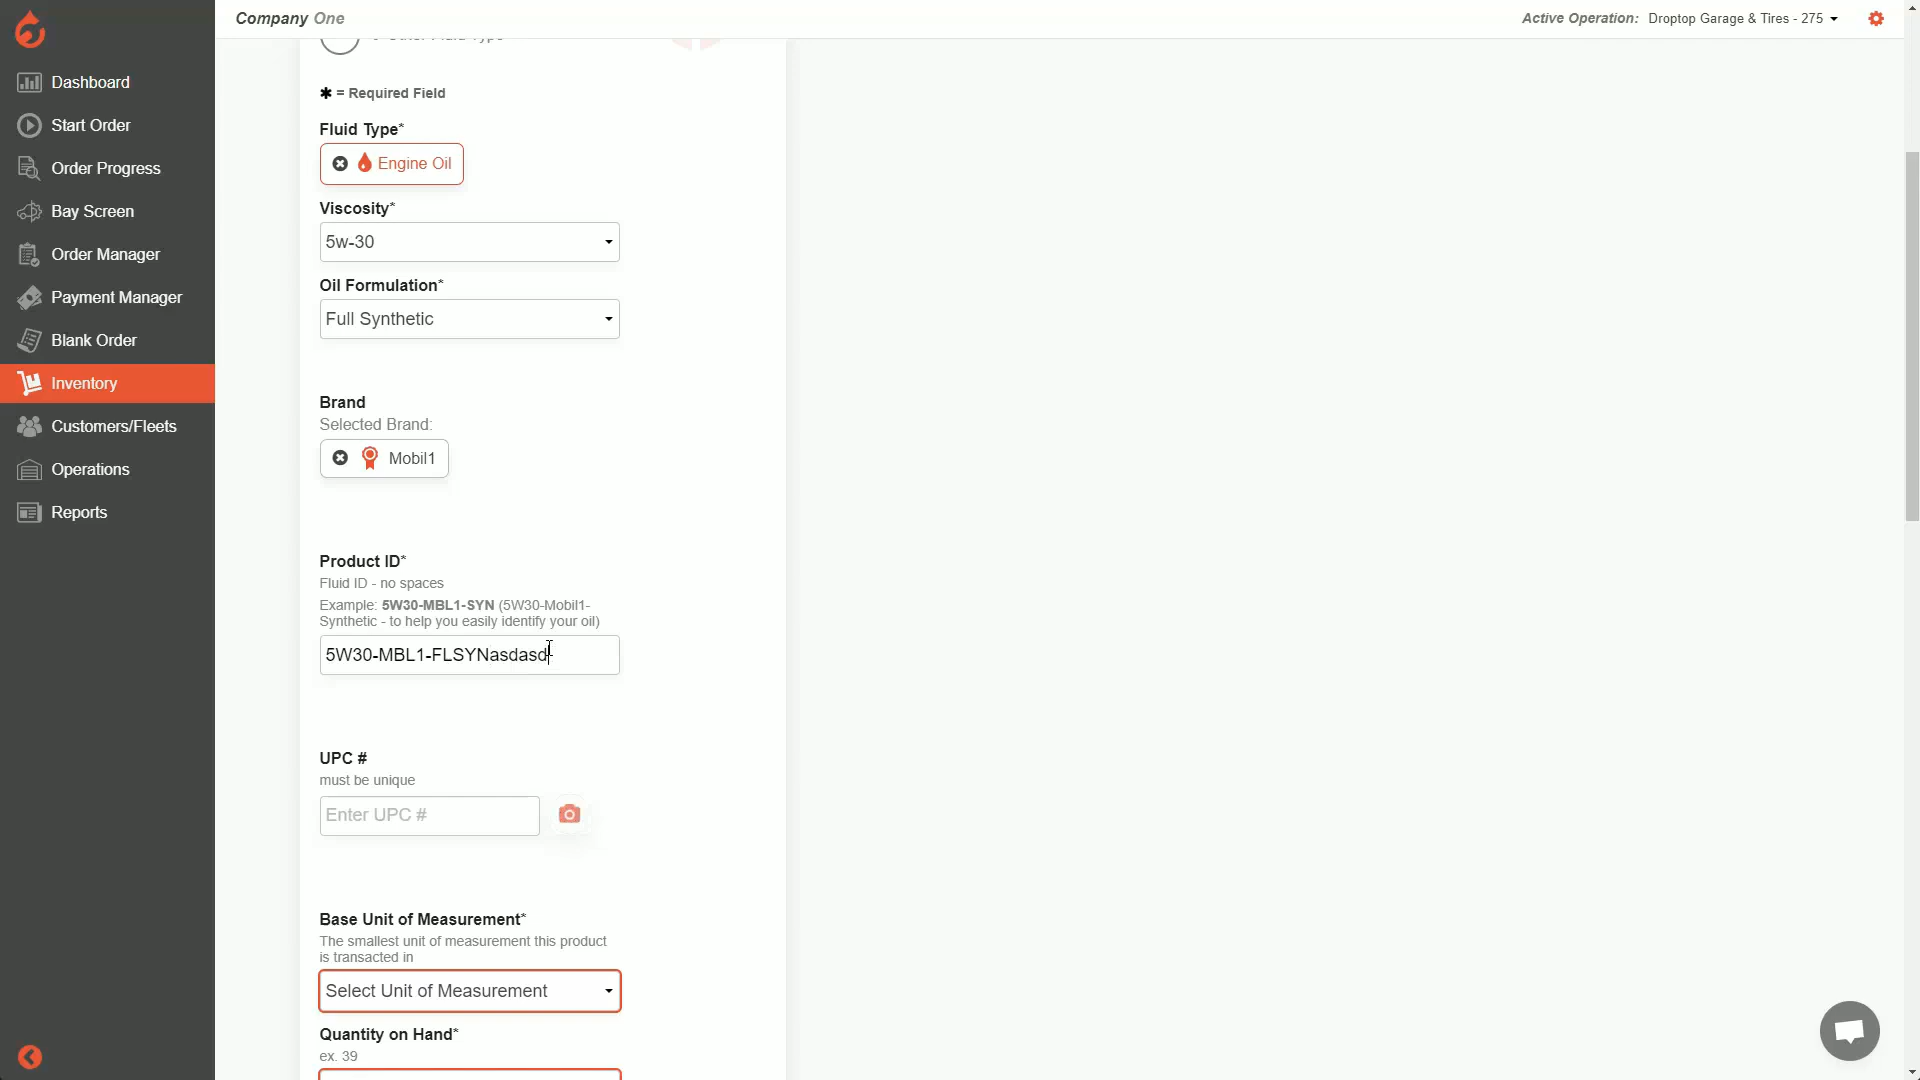 Company One
Active Operation: Droptop Garage & Tires - 275
Dashboard
Start Order
Order Progress
Bay Screen
Order Manager
Payment Manager
Blank Order
Inventory
Customers/Fleets
Operations
Reports
✱ = Required Field
Fluid Type*
Engine Oil
Viscosity*
5w-30
Oil Formulation*
Full Synthetic
Brand
Selected Brand:
Mobil1
Product ID*
Fluid ID - no spaces
Example: 5W30-MBL1-SYN (5W30-Mobil1-
Synthetic - to help you easily identify your oil)
5W30-MBL1-FLSYNasdasd
UPC #
must be unique
Enter UPC #
Base Unit of Measurement*
The smallest unit of measurement this product
is transacted in
Select Unit of Measurement
Quantity on Hand*
ex. 39